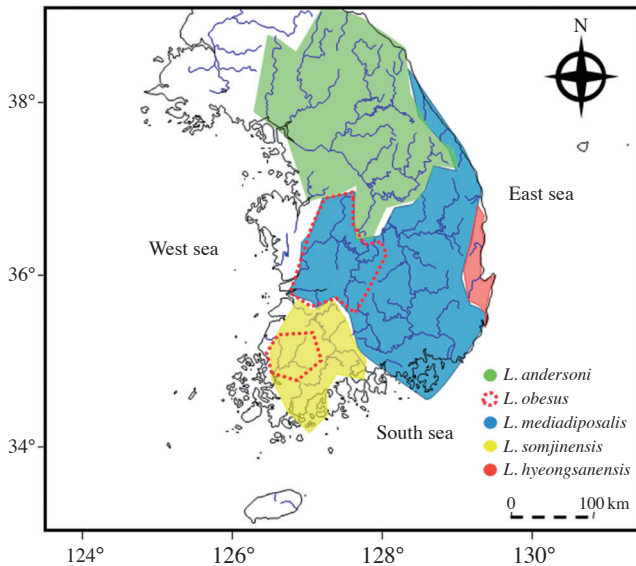 N
38°
East sea
West sea
36°
L. andersoni
L. obesus
L. mediadiposalis
L. somjinensis
South sea
34°
L. hyeongsanensis
0 100 km
124° 126° 128° 130°